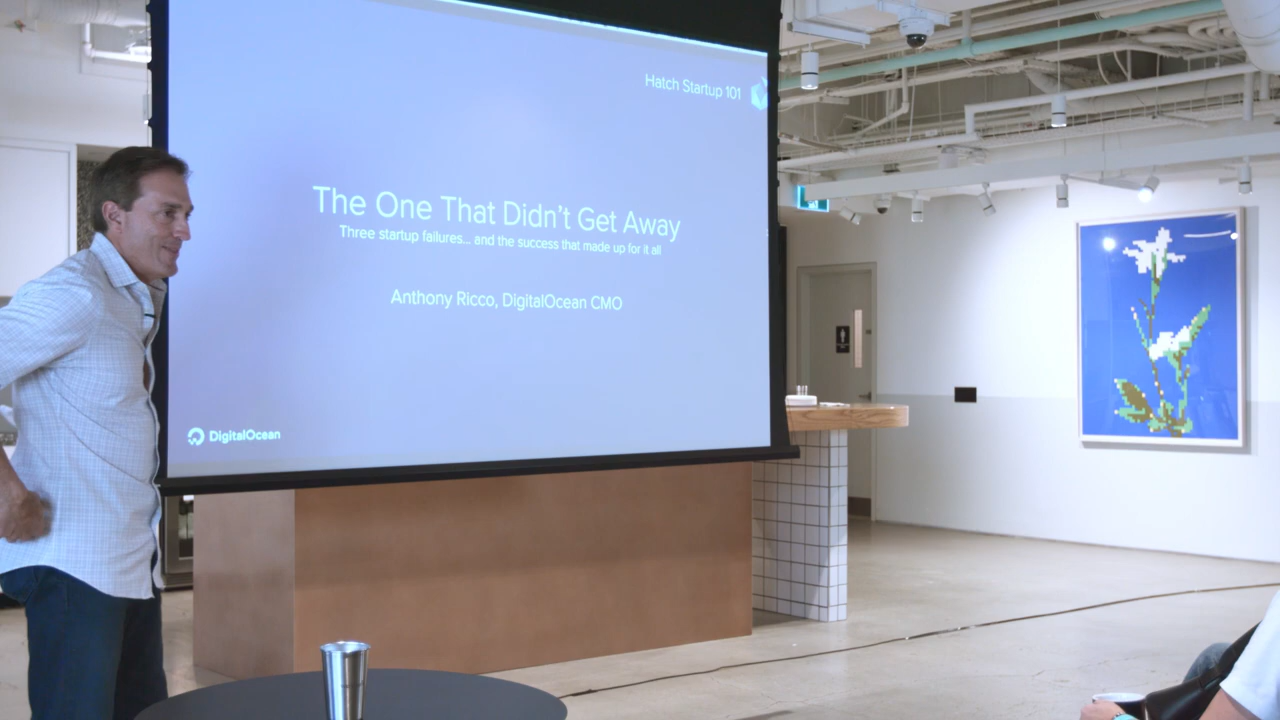 Hatch Startup 101
The One That Didn't Get Away
Three startup failures... and the success that made up for it all
Anthony Ricco, DigitalOcean CMO
DigitalOcean